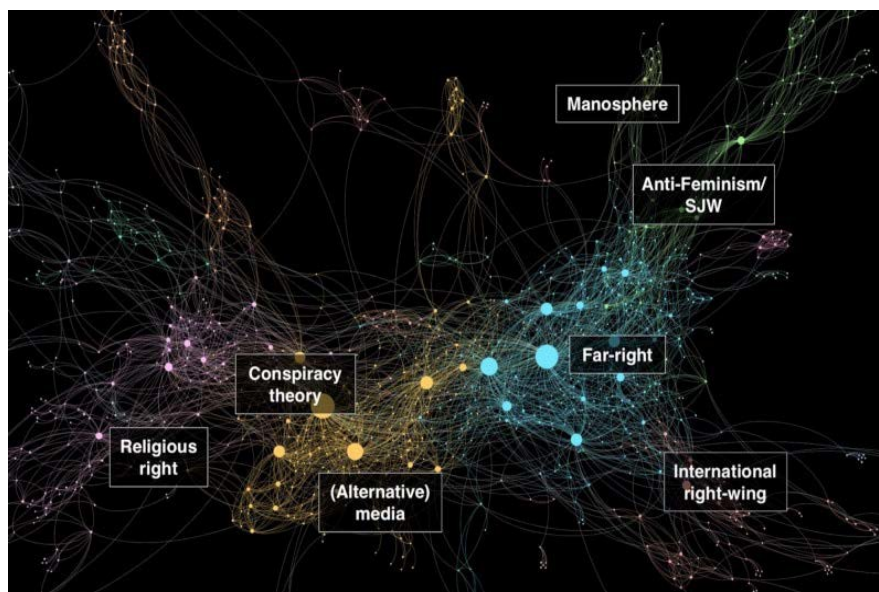 Manosphere
Anti-Feminism/
SJW
Far-right
Conspiracy
theory
Religious
right
(Alternative)
media
International
right-wing